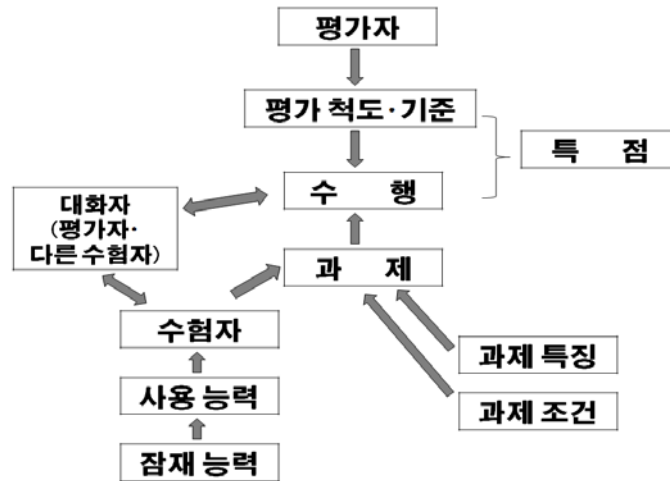 평가자
평가 척도·기준
특 점
수 행
대화자
(평가자·
다른 수험자)
과 제
수험자
과제 특징
사용 능력
과제 조건
잠재 능력